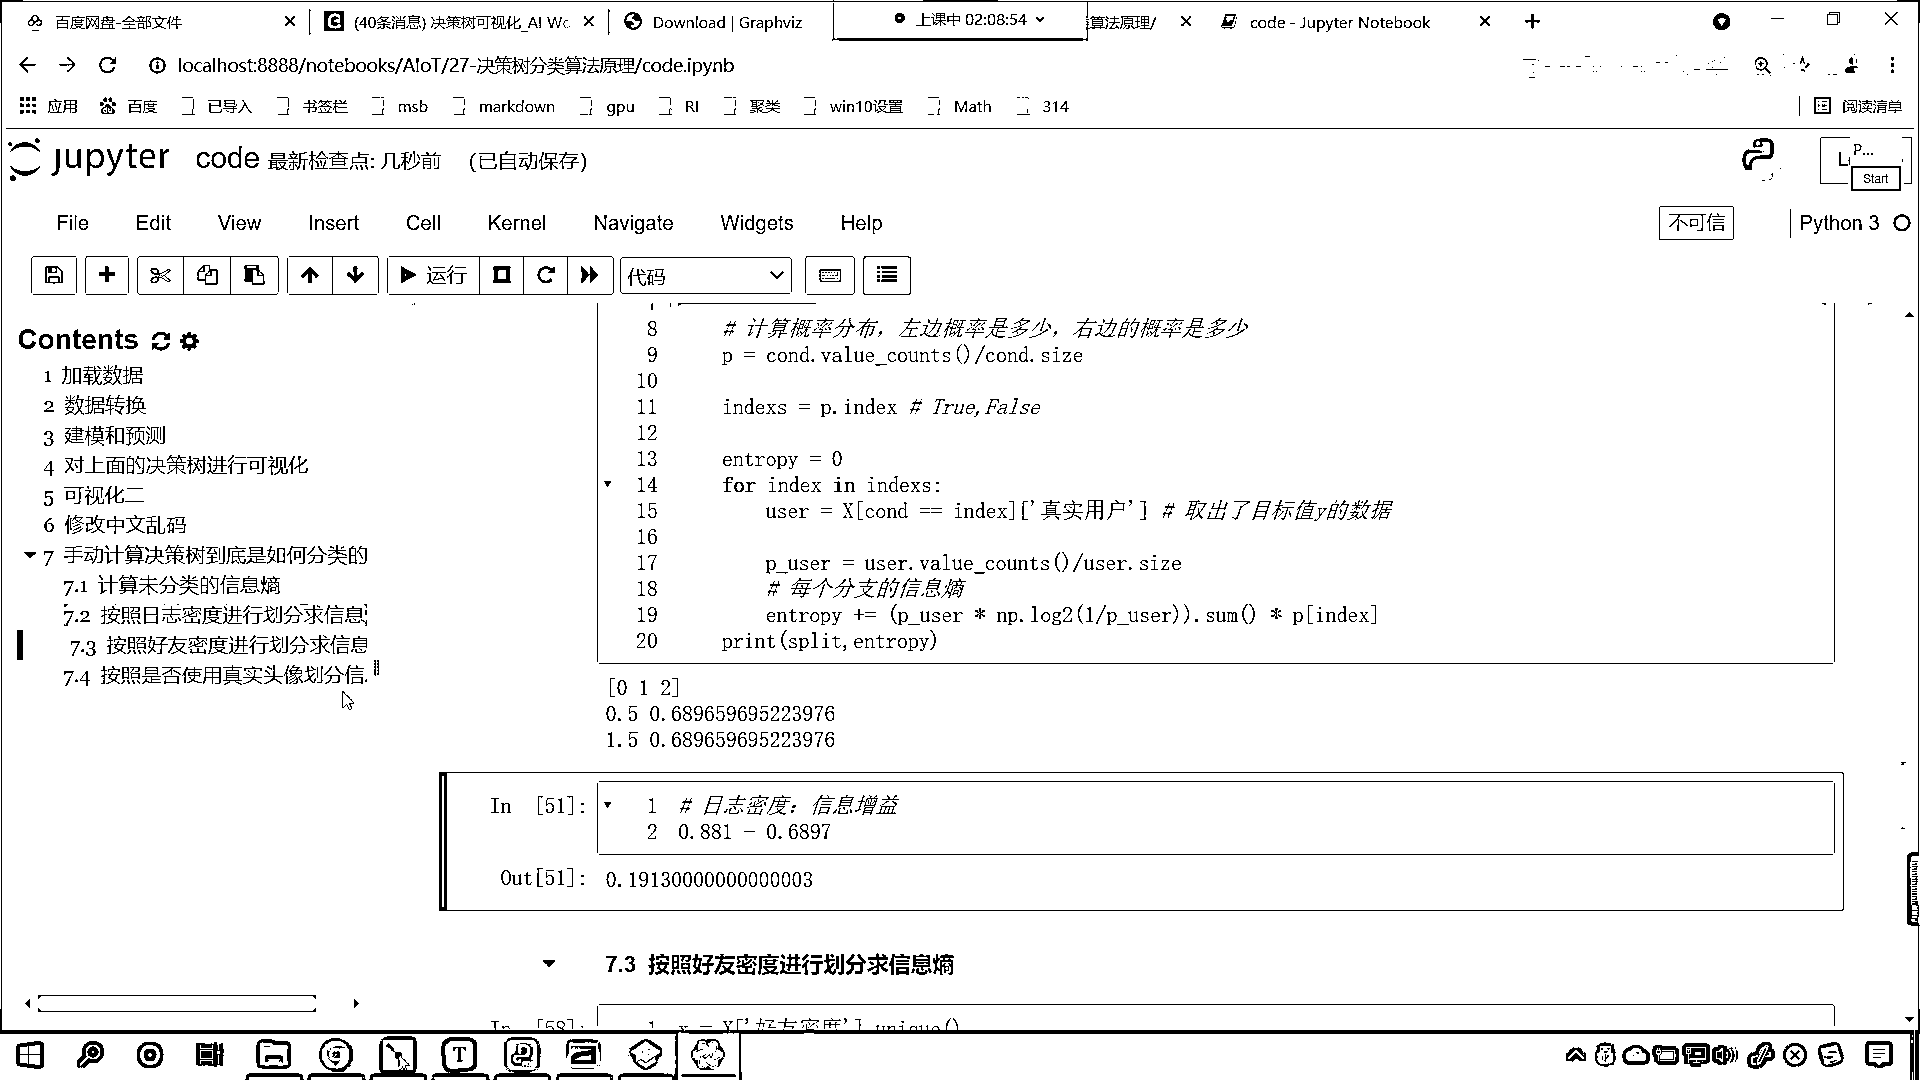 百度网盘-全部文件
(40条消息) 决策树可视化_AI Wo
Download | Graphviz
上课中 02:08:54
算法原理/
code - Jupyter Notebook
localhost:8888/notebooks/AIoT/27-决策树分类算法原理/code.ipynb
应用 百度 已导入 书签栏 msb markdown gpu RI 聚类 win10设置 Math 314 阅读清单
jupyter code 最新检查点: 几秒前 (已自动保存)
P...
Start
File Edit View Insert Cell Kernel Navigate Widgets Help 不可信 Python 3
运行 代码
Contents
1 加载数据
2 数据转换
3 建模和预测
4 对上面的决策树进行可视化
5 可视化二
6 修改中文乱码
7 手动计算决策树到底是如何分类的
7.1 计算未分类的信息熵
7.2 按照日志密度进行划分求信息
7.3 按照好友密度进行划分求信息
7.4 按照是否使用真实头像划分信
8 # 计算概率分布，左边概率是多少，右边的概率是多少
9 p = cond.value_counts()/cond.size
10
11 indexs = p.index # True,False
12
13 entropy = 0
14 for index in indexs:
15 user = X[cond == index]['真实用户'] # 取出了目标值y的数据
16
17 p_user = user.value_counts()/user.size
18 # 每个分支的信息熵
19 entropy += (p_user * np.log2(1/p_user)).sum() * p[index]
20 print(split,entropy)
[0 1 2]
0.5 0.689659695223976
1.5 0.689659695223976
In [51]: 1 # 日志密度：信息增益
2 0.881 - 0.6897
Out[51]: 0.19130000000000003
7.3 按照好友密度进行划分求信息熵
In [58]: 1 x = X['好友密度'].unique()